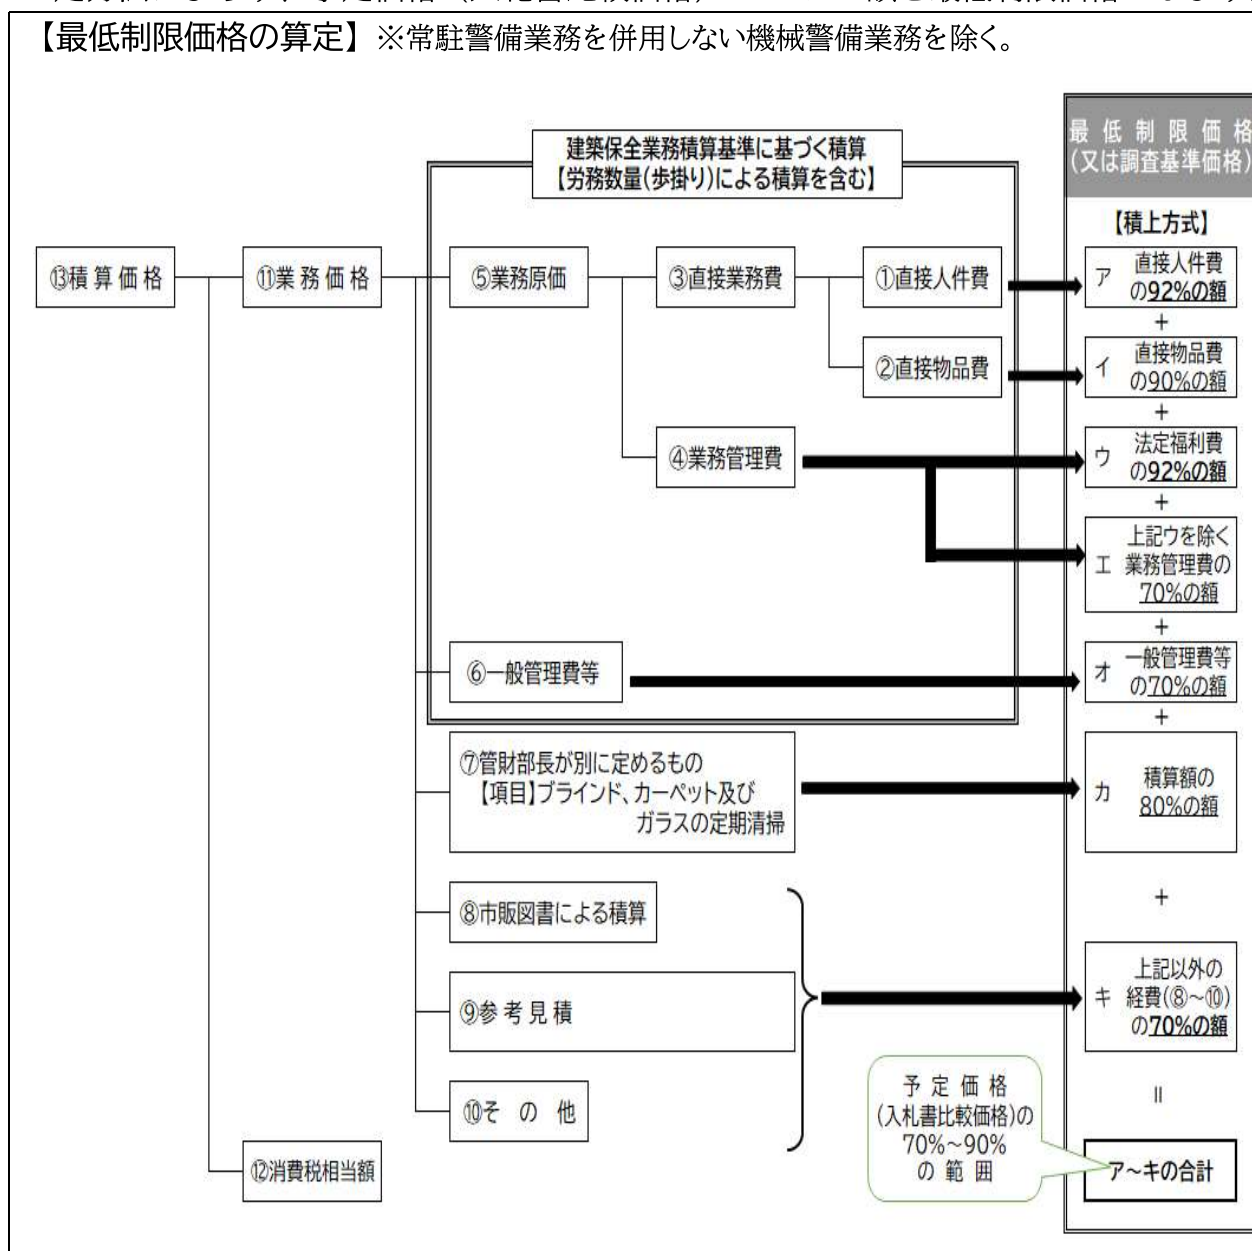 【最低制限価格の算定】※常駐警備業務を併用しない機械警備業務を除く。
建築保全業務積算基準に基づく積算
【労務数量(歩掛り)による積算を含む】
最低制限価格
(又は調査基準価格)
【積上方式】
⑬積算価格
⑪業務価格
⑤業務原価
③直接業務費
①直接人件費
ア 直接人件費
の92%の額
+
②直接物品費
イ 直接物品費
の90%の額
+
④業務管理費
ウ 法定福利費
の92%の額
+
上記ウを除く
エ 業務管理費の
70%の額
+
⑥一般管理費等
オ 一般管理費等
の70%の額
+
⑦管財部長が別に定めるもの
【項目】ブラインド、カーペット及び
ガラスの定期清掃
カ 積算額の
80%の額
+
⑧市販図書による積算
⑨参考見積
上記以外の
キ 経費(⑧~⑩)
の70%の額
⑩その他
予定価格
(入札書比較価格)の
70%~90%
の範囲
=
⑫消費税相当額
ア~キの合計